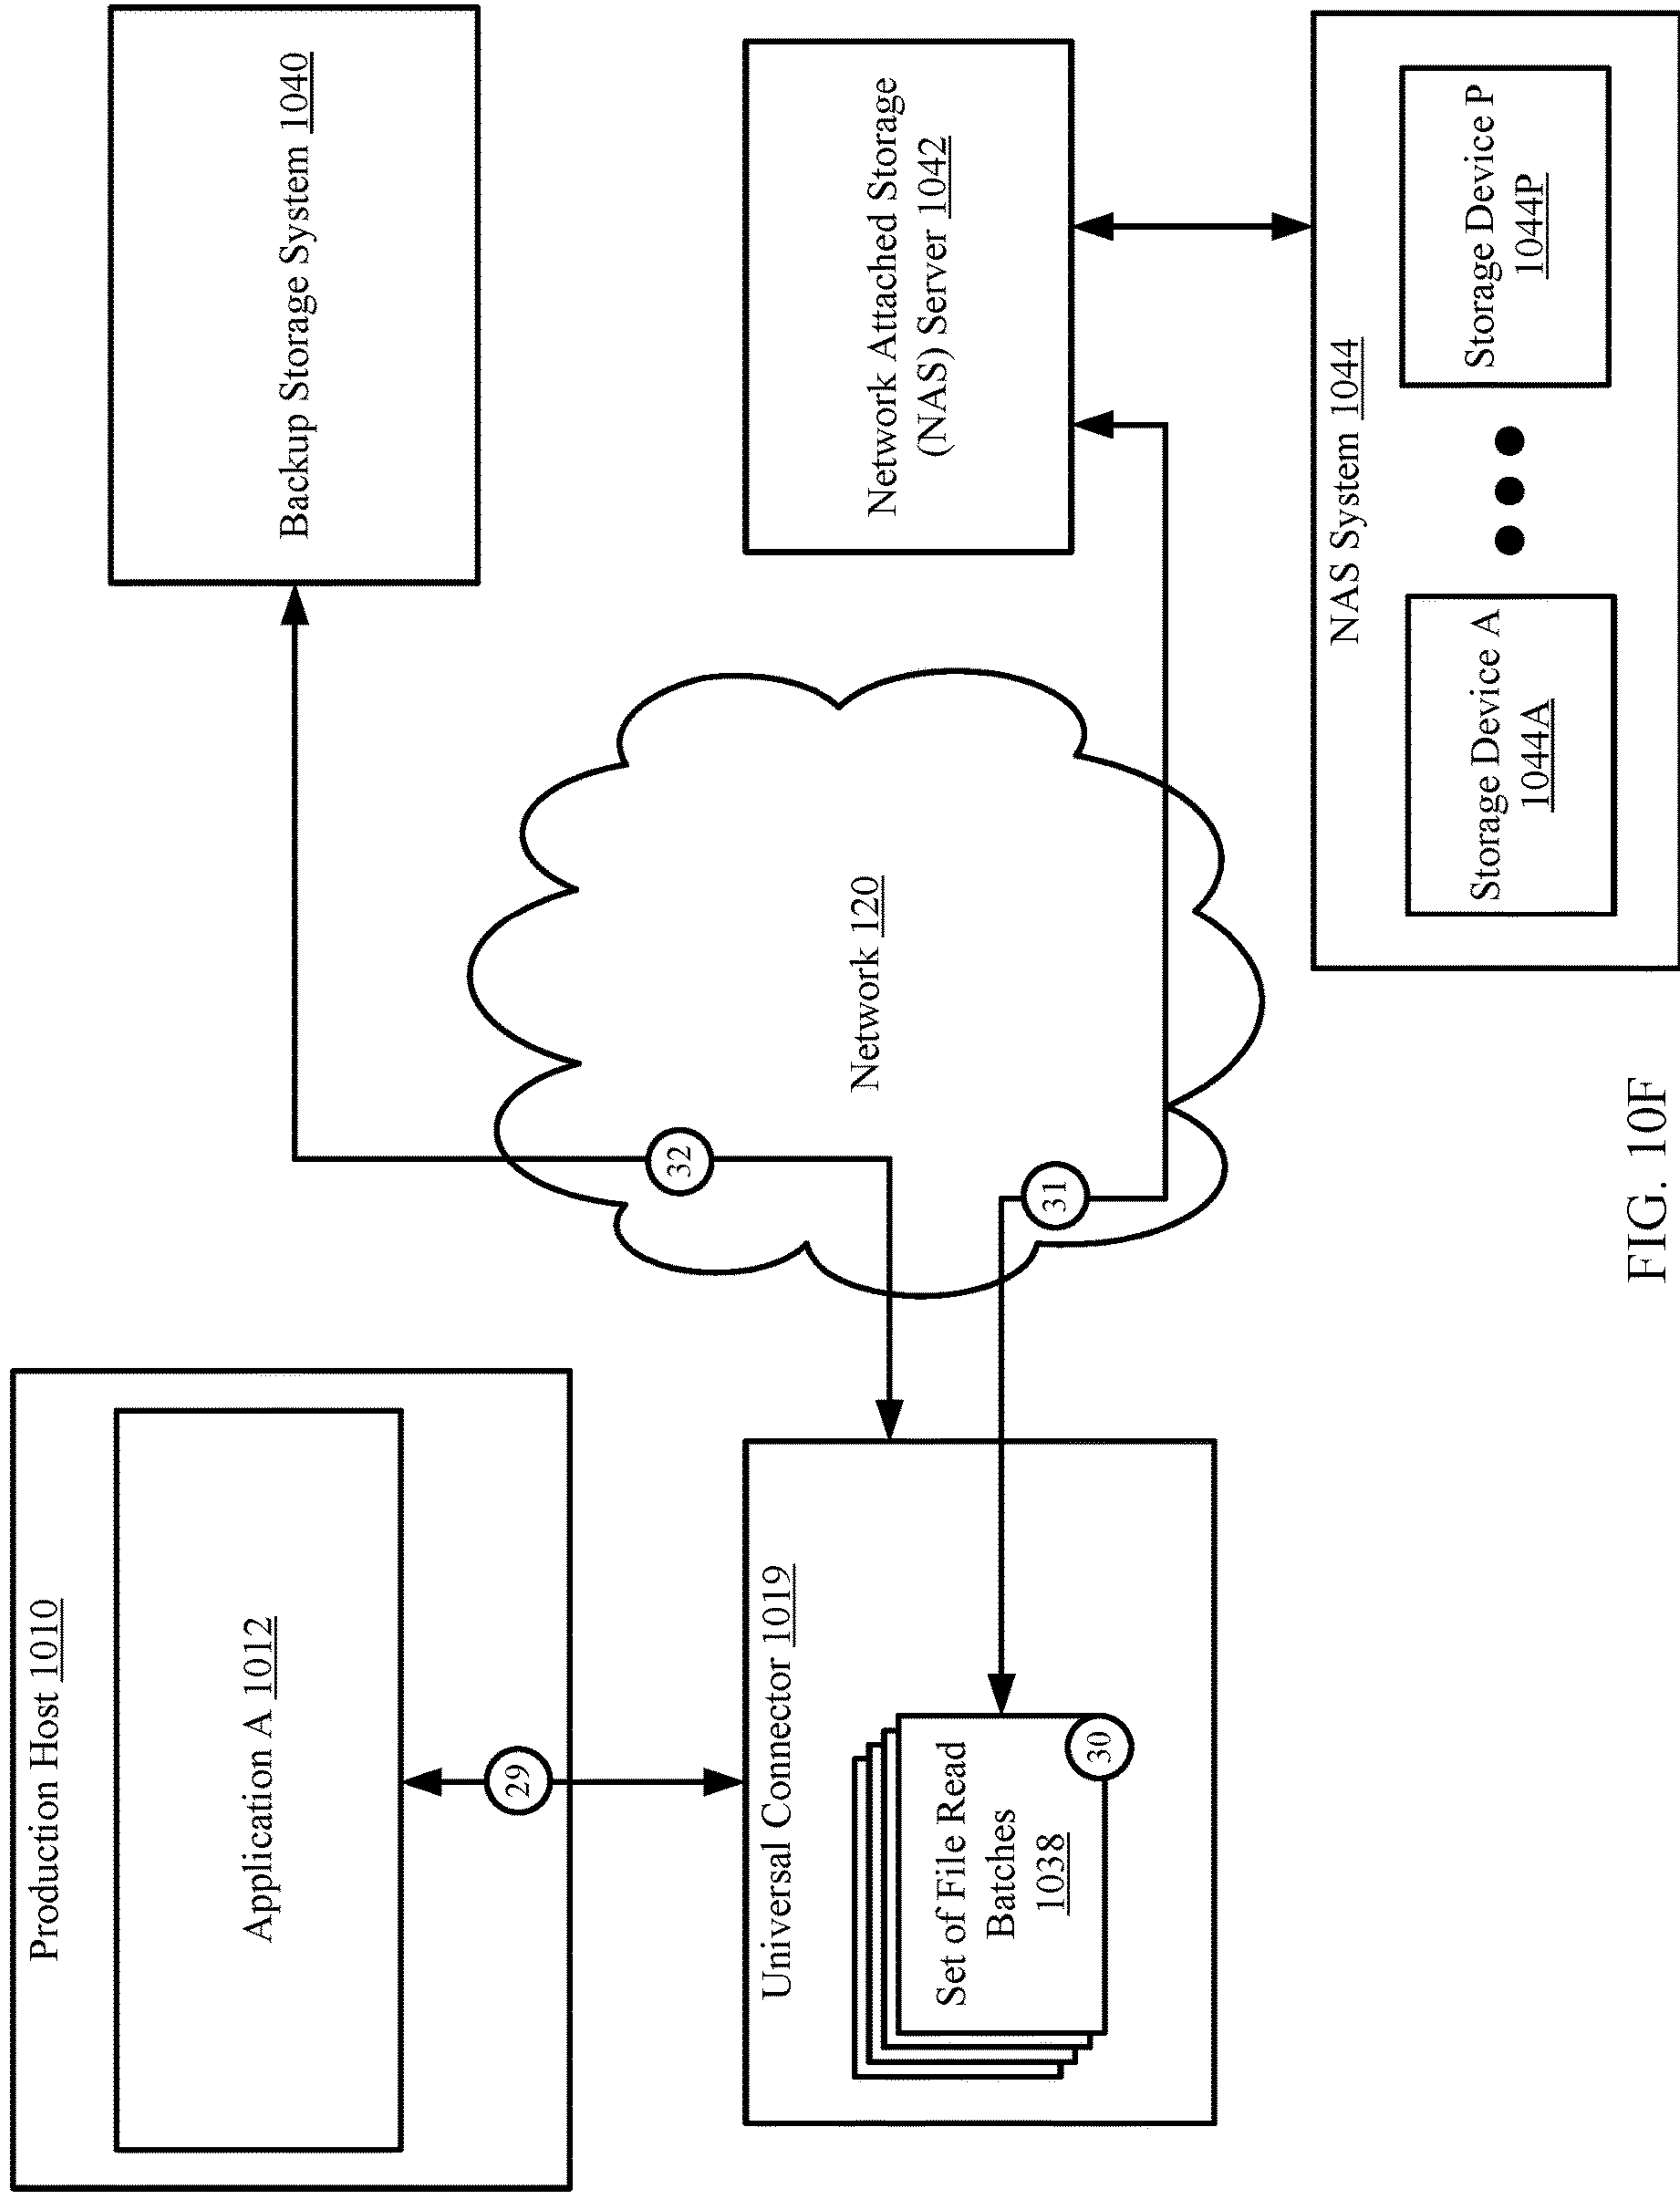 Production Host 1010
Application A 1012
29
Universal Connector 1019
Set of File Read
Batches
1038
30
32
Network 120
31
Backup Storage System 1040
Network Attached Storage
(NAS) Server 1042
NAS System 1044
Storage Device A
1044A
Storage Device P
1044P
FIG. 10F